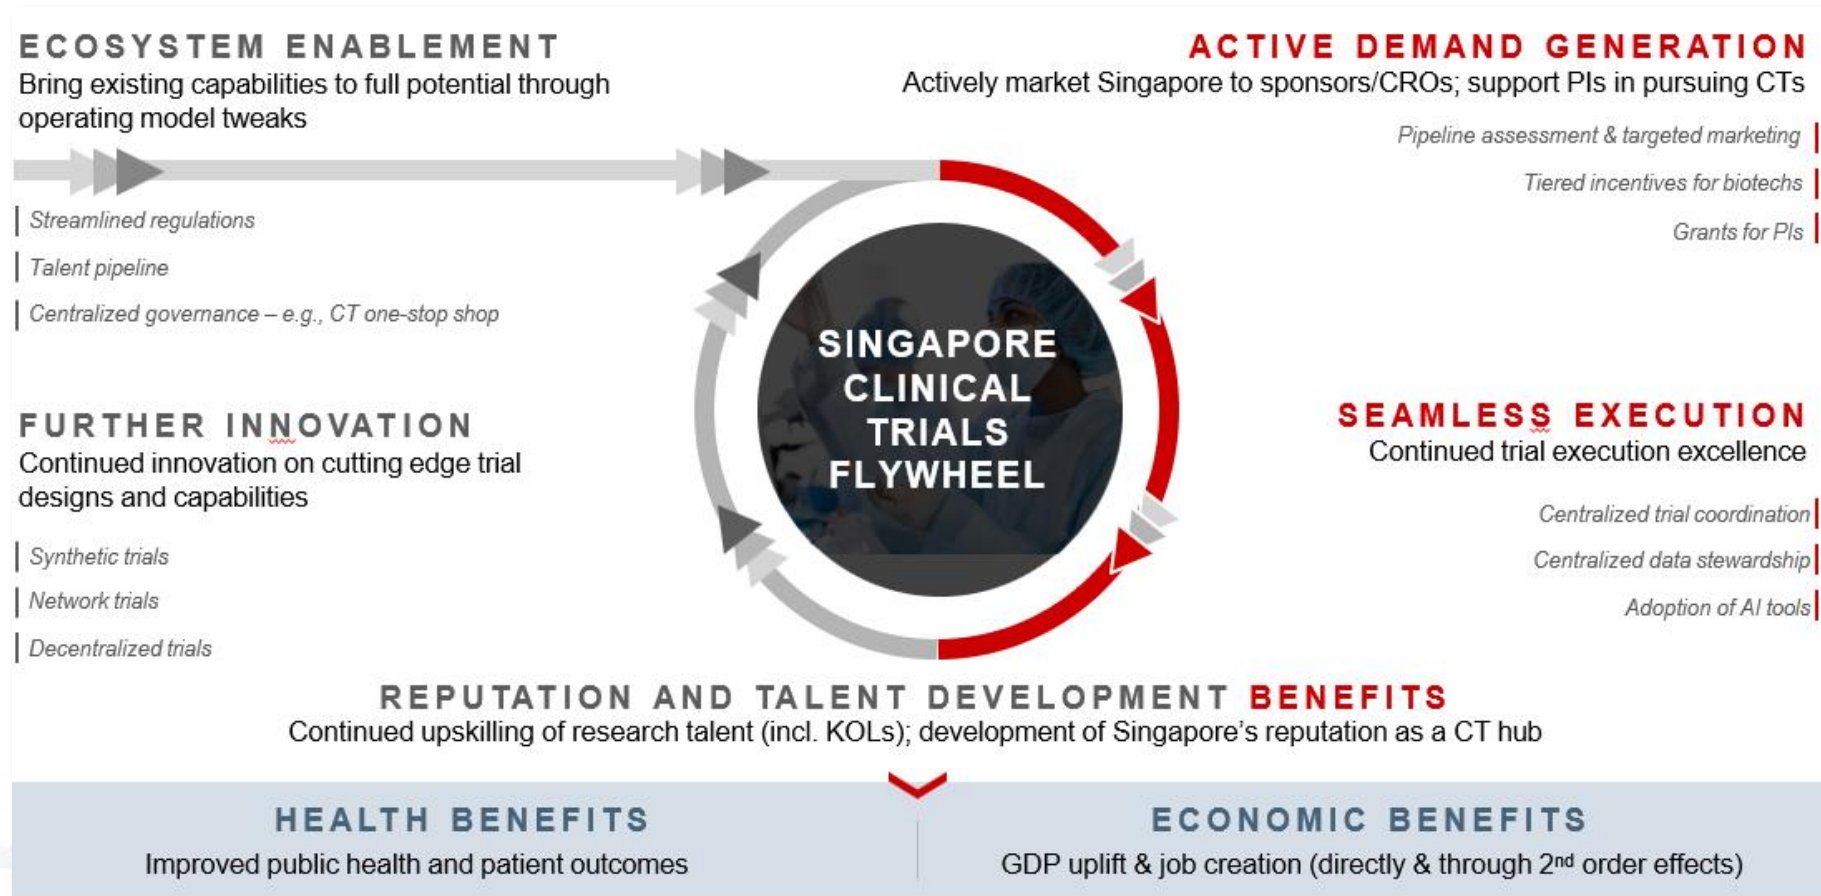 ECOSYSTEM ENABLEMENT
Bring existing capabilities to full potential through
operating model tweaks
Streamlined regulations
Talent pipeline
Centralized governance – e.g., CT one-stop shop
ACTIVE DEMAND GENERATION
Actively market Singapore to sponsors/CROs; support PIs in pursuing CTs
Pipeline assessment & targeted marketing
Tiered incentives for biotechs
Grants for PIs
SINGAPORE
CLINICAL
TRIALS
FLYWHEEL
FURTHER INNOVATION
Continued innovation on cutting edge trial
designs and capabilities
Synthetic trials
Network trials
Decentralized trials
SEAMLESS EXECUTION
Continued trial execution excellence
Centralized trial coordination
Centralized data stewardship
Adoption of AI tools
REPUTATION AND TALENT DEVELOPMENT BENEFITS
Continued upskilling of research talent (incl. KOLs); development of Singapore's reputation as a CT hub
HEALTH BENEFITS
Improved public health and patient outcomes
ECONOMIC BENEFITS
GDP uplift & job creation (directly & through 2nd order effects)